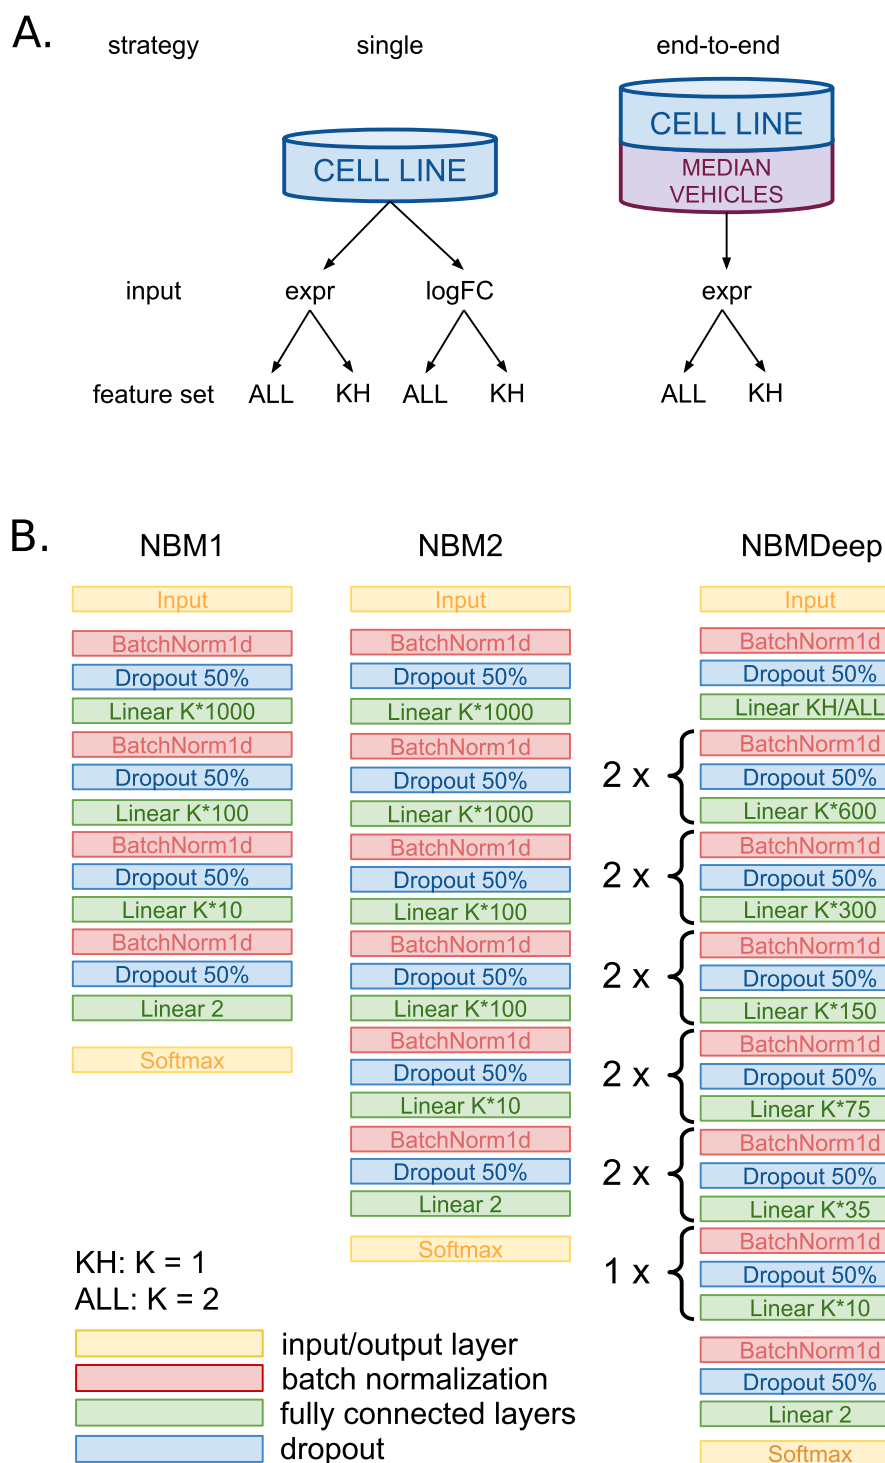 A.
strategy single end-to-end
CELL LINE
CELL LINE
MEDIAN
VEHICLES
input expr logFC expr
feature set ALL KH ALL KH ALL KH
B.
NBM1
Input
BatchNorm1d
Dropout 50%
Linear K*1000
BatchNorm1d
Dropout 50%
Linear K*100
BatchNorm1d
Dropout 50%
Linear K*10
BatchNorm1d
Dropout 50%
Linear 2
Softmax
NBM2
Input
BatchNorm1d
Dropout 50%
Linear K*1000
BatchNorm1d
Dropout 50%
Linear K*1000
BatchNorm1d
Dropout 50%
Linear K*100
BatchNorm1d
Dropout 50%
Linear K*100
BatchNorm1d
Dropout 50%
Linear K*10
BatchNorm1d
Dropout 50%
Linear 2
Softmax
NBMDeep
Input
BatchNorm1d
Dropout 50%
Linear KH/ALL
2 x
BatchNorm1d
Dropout 50%
Linear K*600
2 x
BatchNorm1d
Dropout 50%
Linear K*300
2 x
BatchNorm1d
Dropout 50%
Linear K*150
2 x
BatchNorm1d
Dropout 50%
Linear K*75
2 x
BatchNorm1d
Dropout 50%
Linear K*35
1 x
BatchNorm1d
Dropout 50%
Linear K*10
BatchNorm1d
Dropout 50%
Linear 2
Softmax
KH: K = 1
ALL: K = 2
input/output layer
batch normalization
fully connected layers
dropout